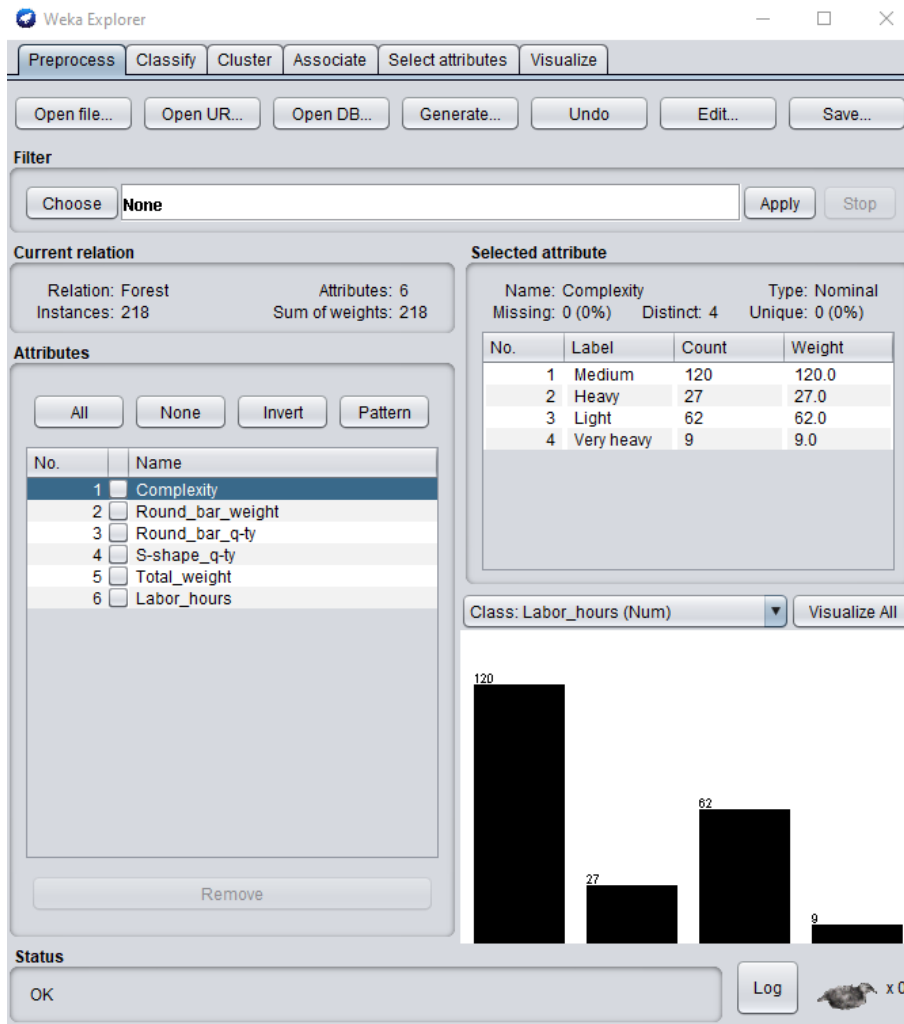 Weka Explorer
Preprocess Classify Cluster Associate Select attributes Visualize
Open file... Open UR... Open DB... Generate... Undo Edit... Save...
Filter
Choose None Apply Stop
Current relation
Relation: Forest Attributes: 6
Instances: 218 Sum of weights: 218
Selected attribute
Name: Complexity Type: Nominal
Missing: 0 (0%) Distinct: 4 Unique: 0 (0%)
No. Label Count Weight
1 Medium 120 120.0
2 Heavy 27 27.0
3 Light 62 62.0
4 Very heavy 9 9.0
Attributes
All None Invert Pattern
No. Name
1 Complexity
2 Round_bar_weight
3 Round_bar_q-ty
4 S-shape_q-ty
5 Total_weight
6 Labor_hours
Remove
Class: Labor_hours (Num) Visualize All
120
27
62
9
Status
OK
Log
x 0